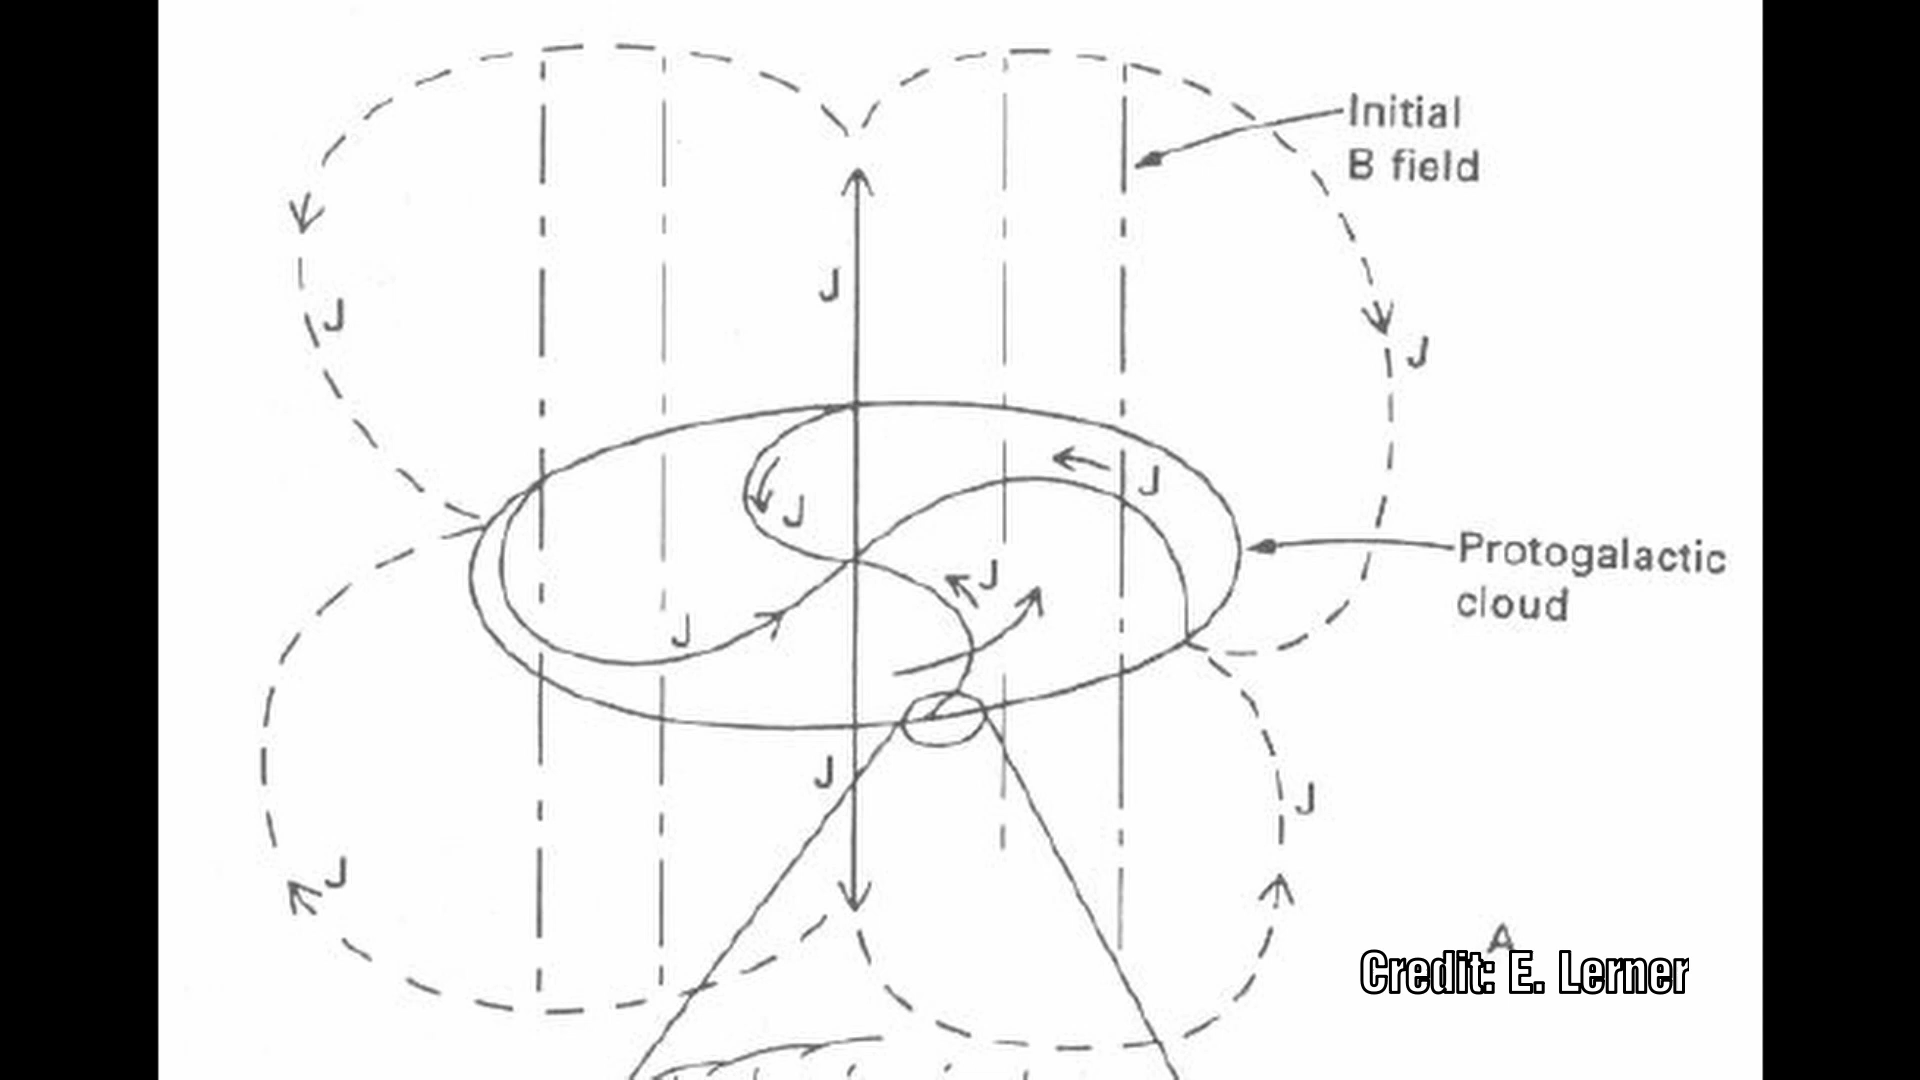 Initial
B field
J
J
J
J
J
J
Protogalactic
cloud
J
J
J
J
A
Credit: E. Lerner